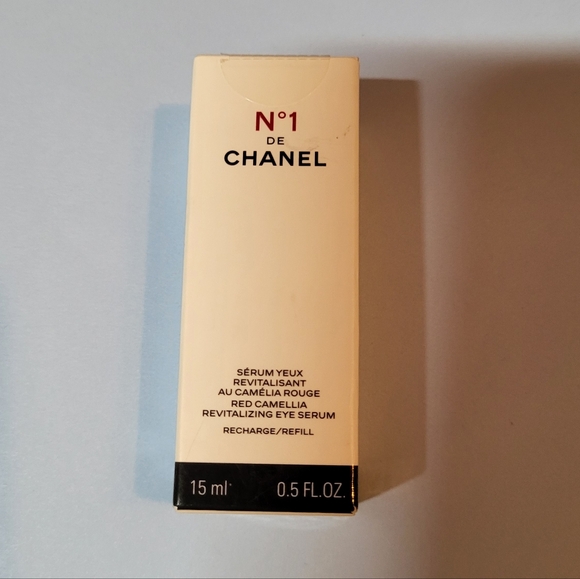 N°1
DE
CHANEL
SÉRUM YEUX
REVITALISANT
AU CAMÉLIA ROUGE
RED CAMELLIA
REVITALIZING EYE SERUM
RECHARGE/REFILL
15 ml 0.5 FL.OZ.